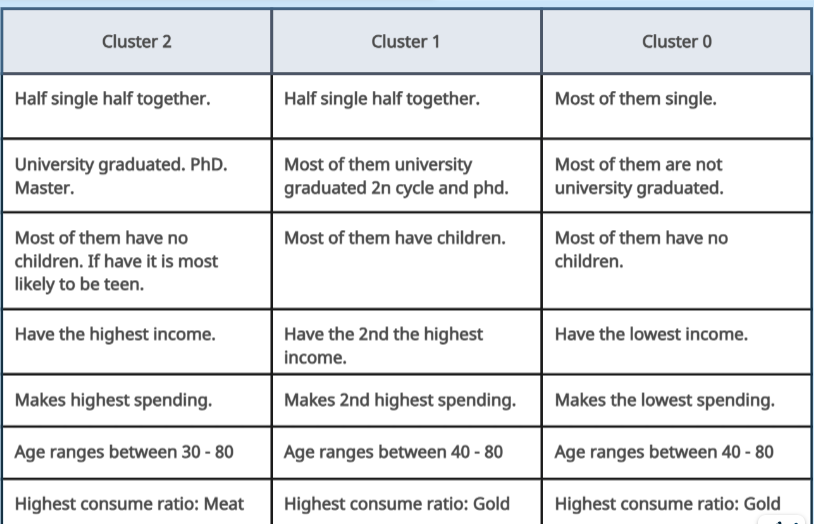 Cluster 2
Cluster 1
Cluster 0
Half single half together.
Half single half together.
Most of them single.
University graduated. PhD.
Master.
Most of them university
graduated 2n cycle and phd.
Most of them are not
university graduated.
Most of them have no
children. If have it is most
likely to be teen.
Most of them have children.
Most of them have no
children.
Have the highest income.
Have the 2nd the highest
income.
Have the lowest income.
Makes highest spending.
Makes 2nd highest spending.
Makes the lowest spending.
Age ranges between 30 - 80
Age ranges between 40 - 80
Age ranges between 40 - 80
Highest consume ratio: Meat
Highest consume ratio: Gold
Highest consume ratio: Gold